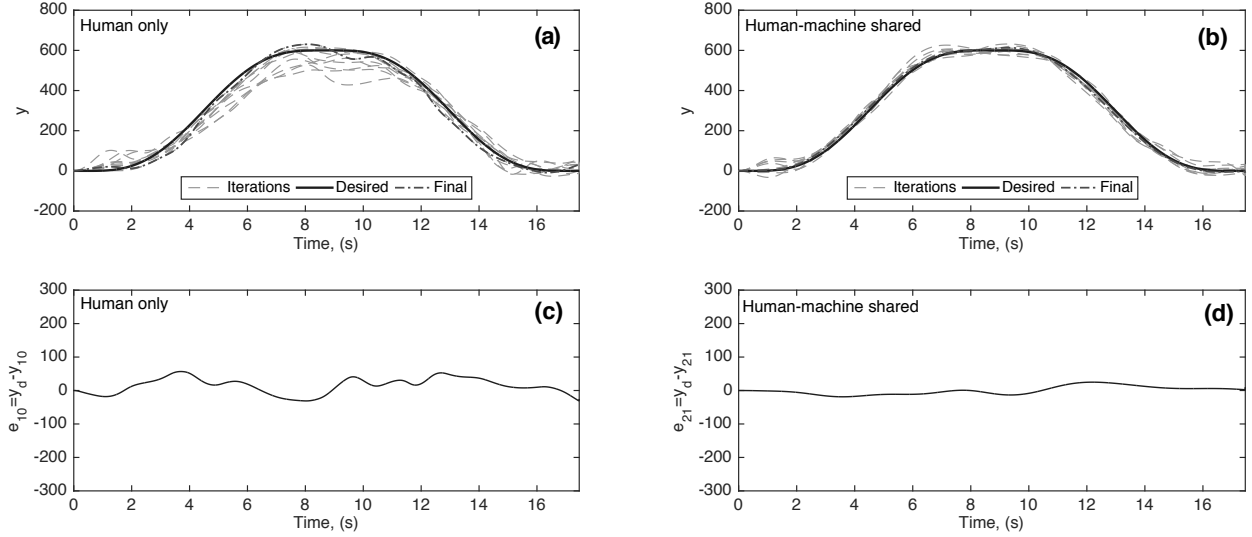 Human only
(a)
800
600
400
200
0
-200
y
Iterations
Desired
Final
0 2 4 6 8 10 12 14 16
Time, (s)
Human-machine shared
(b)
800
600
400
200
0
-200
y
Iterations
Desired
Final
0 2 4 6 8 10 12 14 16
Time, (s)
Human only
(c)
300
200
100
0
-100
-200
-300
e10=yd-y10
0 2 4 6 8 10 12 14 16
Time, (s)
Human-machine shared
(d)
300
200
100
0
-100
-200
-300
e21=yd-y21
0 2 4 6 8 10 12 14 16
Time, (s)